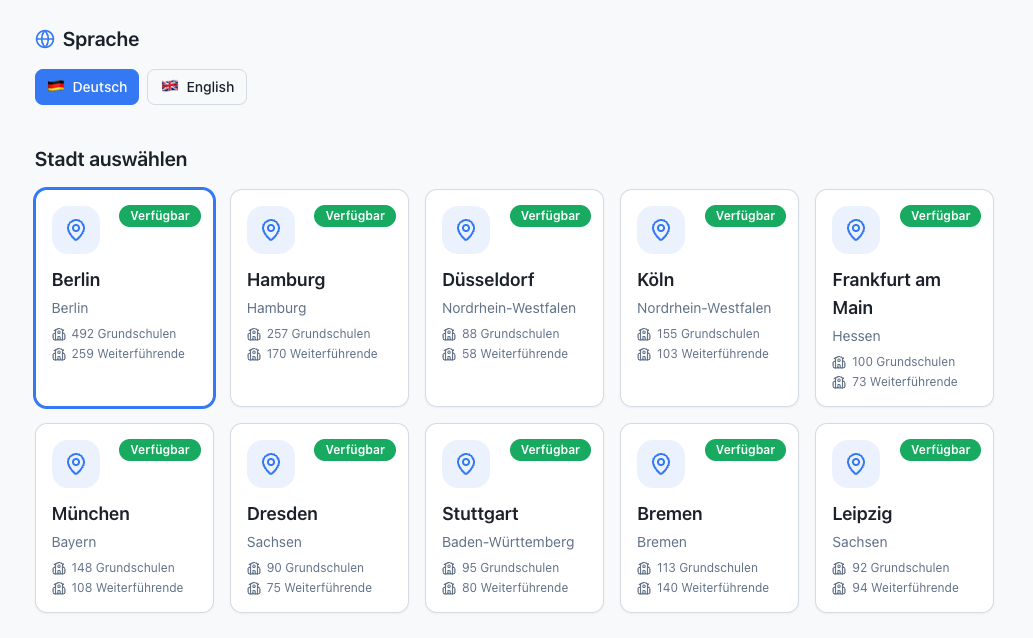 Sprache
Deutsch
English
Stadt auswählen
Verfügbar
Berlin
Berlin
492 Grundschulen
259 Weiterführende
Verfügbar
Hamburg
Hamburg
257 Grundschulen
170 Weiterführende
Verfügbar
Düsseldorf
Nordrhein-Westfalen
88 Grundschulen
58 Weiterführende
Verfügbar
Köln
Nordrhein-Westfalen
155 Grundschulen
103 Weiterführende
Verfügbar
Frankfurt am
Main
Hessen
100 Grundschulen
73 Weiterführende
Verfügbar
München
Bayern
148 Grundschulen
108 Weiterführende
Verfügbar
Dresden
Sachsen
90 Grundschulen
75 Weiterführende
Verfügbar
Stuttgart
Baden-Württemberg
95 Grundschulen
80 Weiterführende
Verfügbar
Bremen
Bremen
113 Grundschulen
140 Weiterführende
Verfügbar
Leipzig
Sachsen
92 Grundschulen
94 Weiterführende